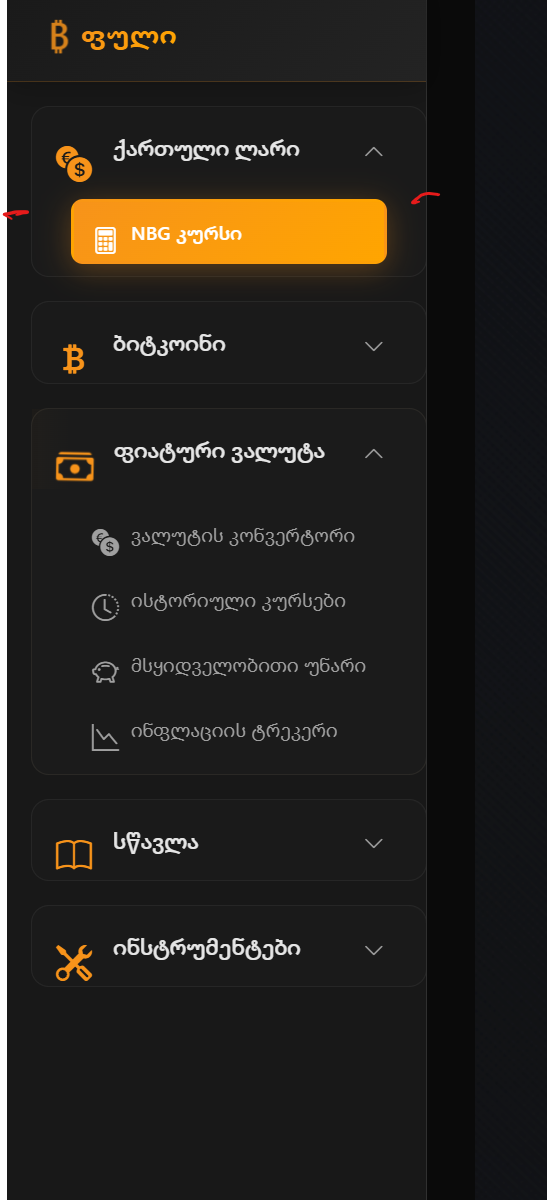 ფული
ქართული ლარი
NBG კურსი
ბიტკოინი
ფიატური ვალუტა
ვალუტის კონვერტორი
ისტორიული კურსები
მსყიდველობითი უნარი
ინფლაციის ტრეკერი
სწავლა
ინსტრუმენტები